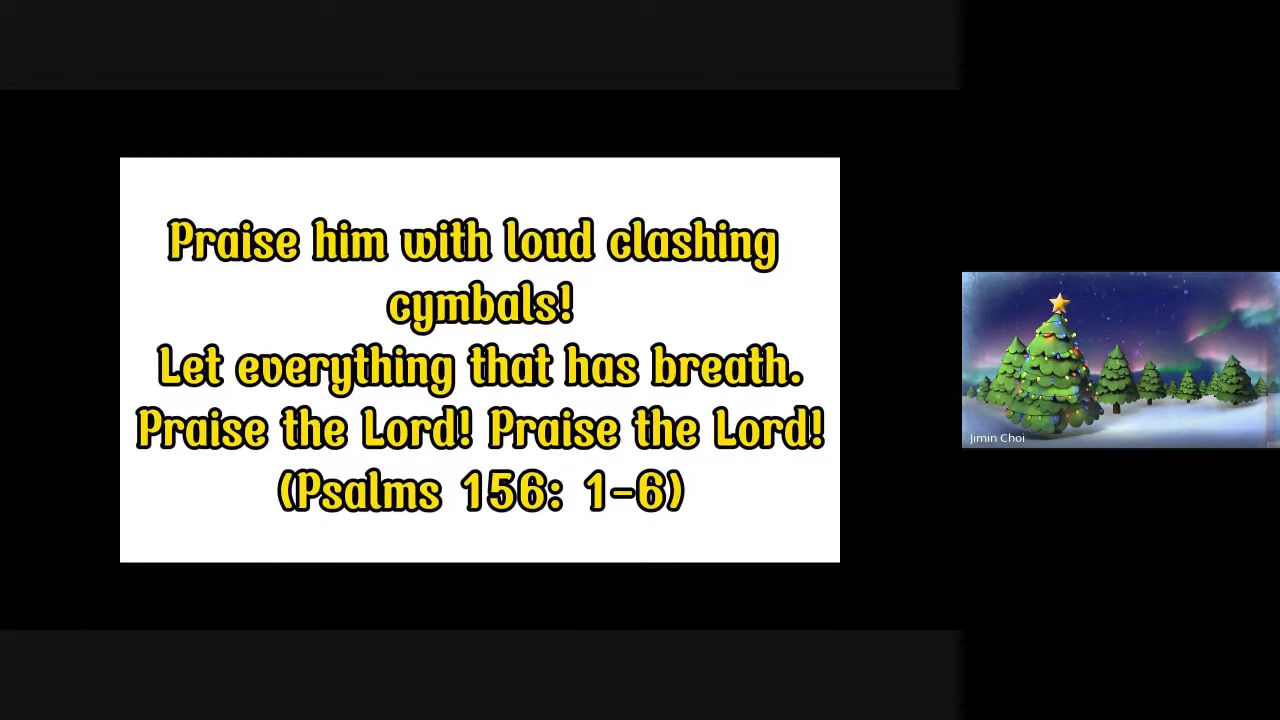 Praise him with loud clashing
cymbals!
Let everything that has breath.
Praise the Lord! Praise the Lord!
(Psalms 156: 1-6)
Jimin Choi